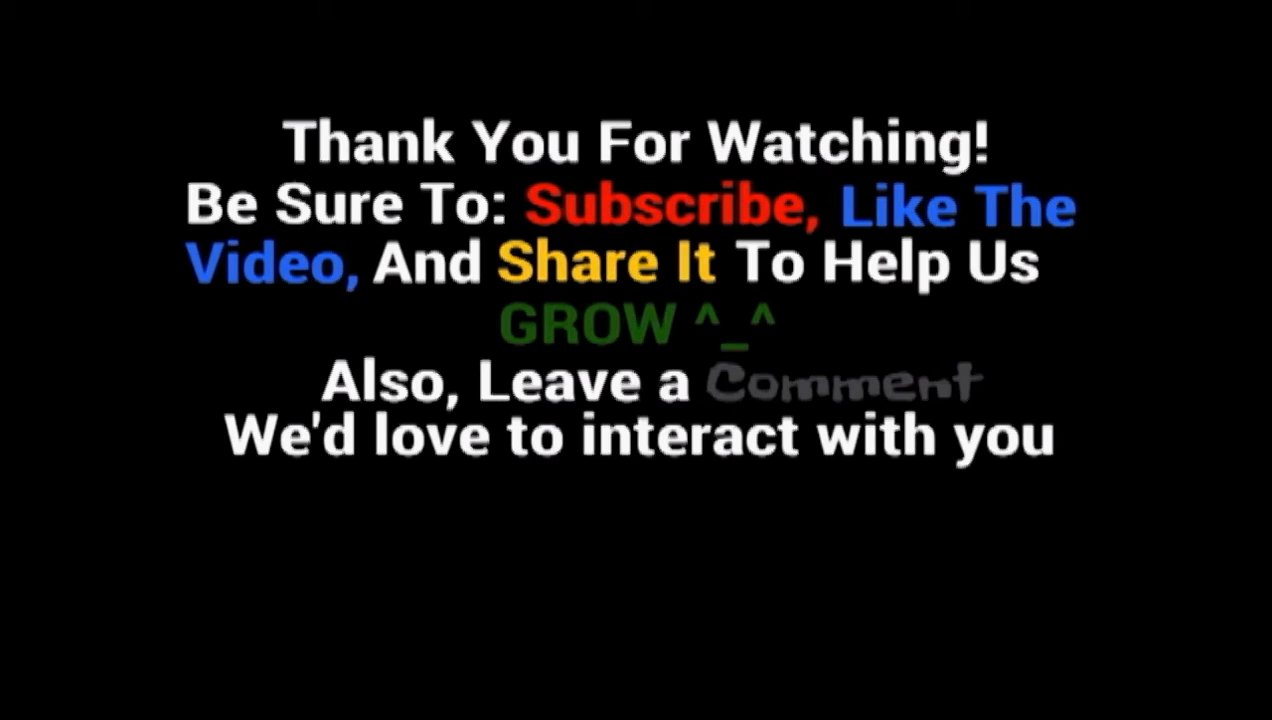 Thank You For Watching!
Be Sure To: Subscribe, Like The
Video, And Share It To Help Us
GROW ^_^
Also, Leave a Comment
We'd love to interact with you